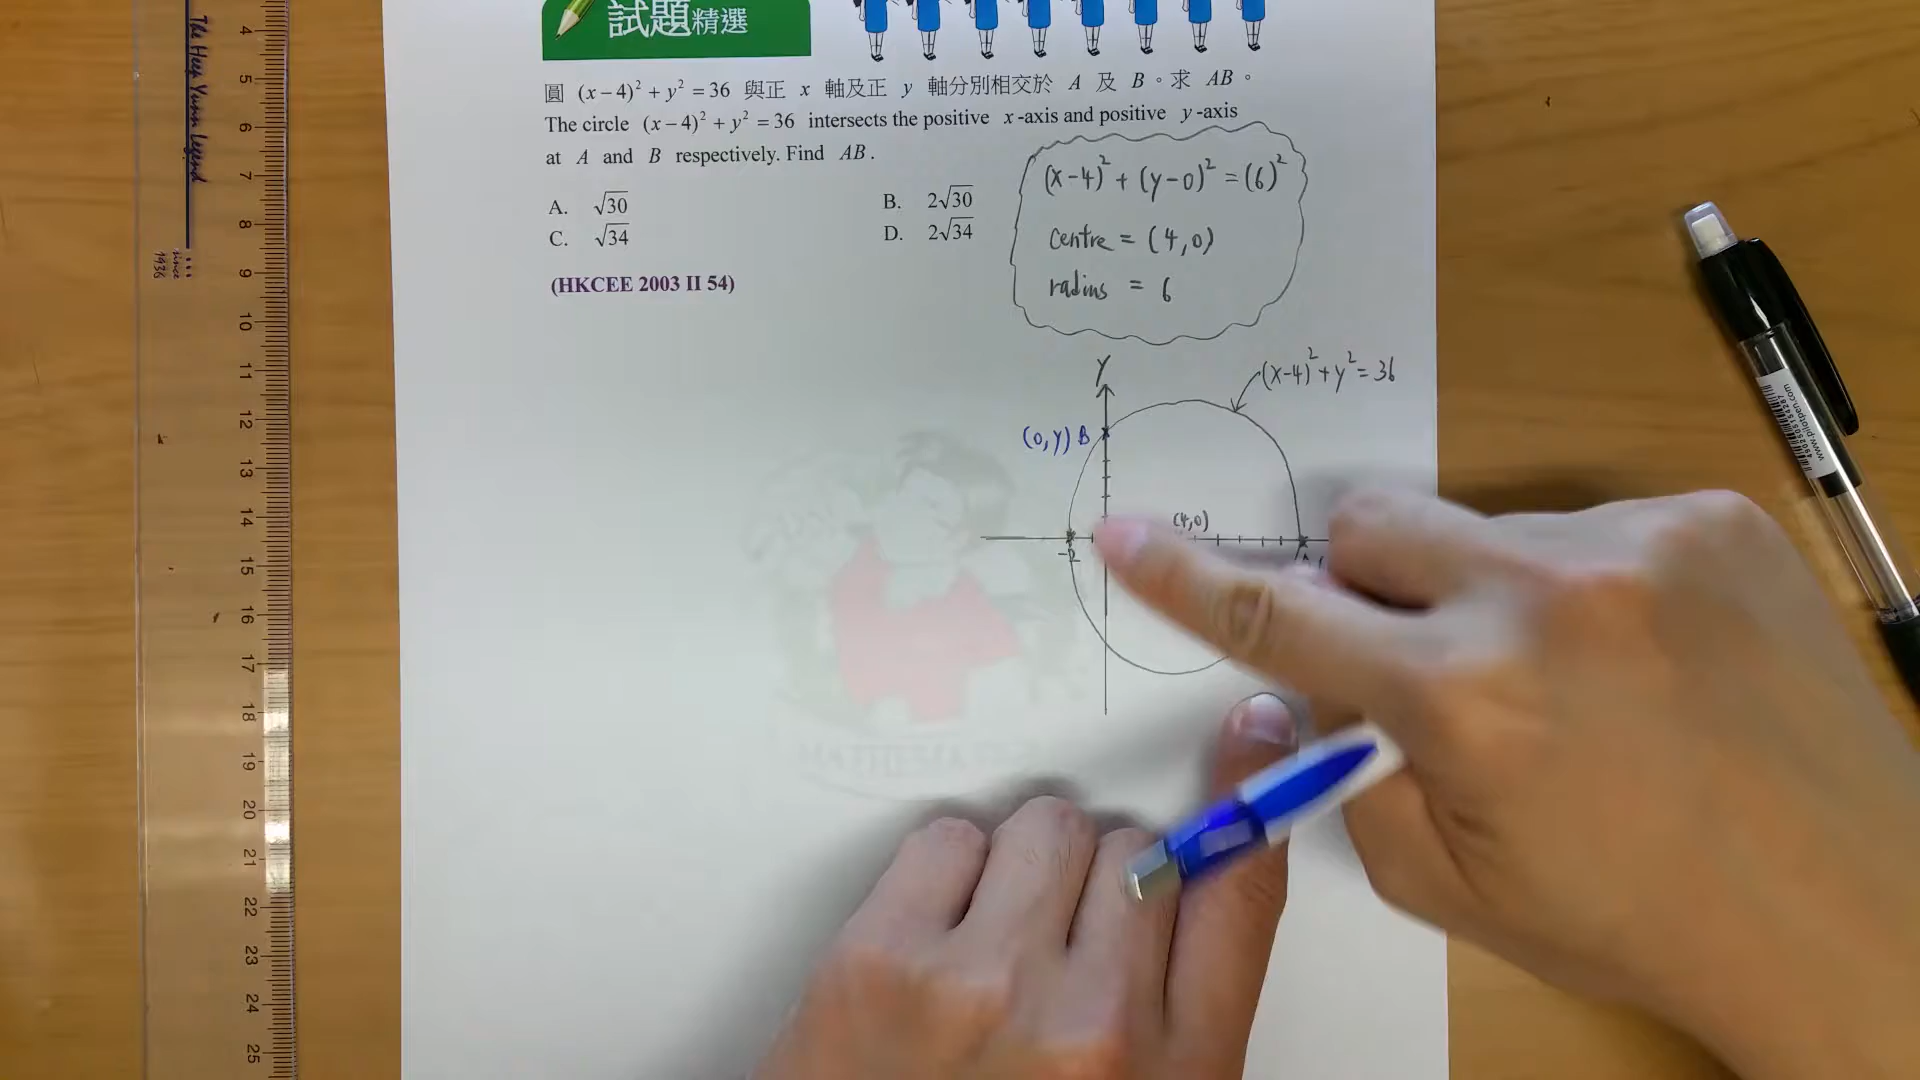 試題精選
圓 (x−4)² + y² = 36 與正 x 軸及正 y 軸分別相交於 A 及 B。求 AB。
The circle (x−4)² + y² = 36 intersects the positive x-axis and positive y-axis
at A and B respectively. Find AB.
A. √30
B. 2√30
C. √34
D. 2√34
(HKCEE 2003 II 54)
(x−4)² + (y−0)² = (6)²
centre = (4,0)
radius = 6
Y
(x−4)² + y² = 36
(0,y) B
(4,0)
−2
The Heep Yunn Legend
since
1936
4
5
6
7
8
9
10
11
12
13
14
15
16
17
18
19
20
21
22
23
24
25
www.pilotpen.com